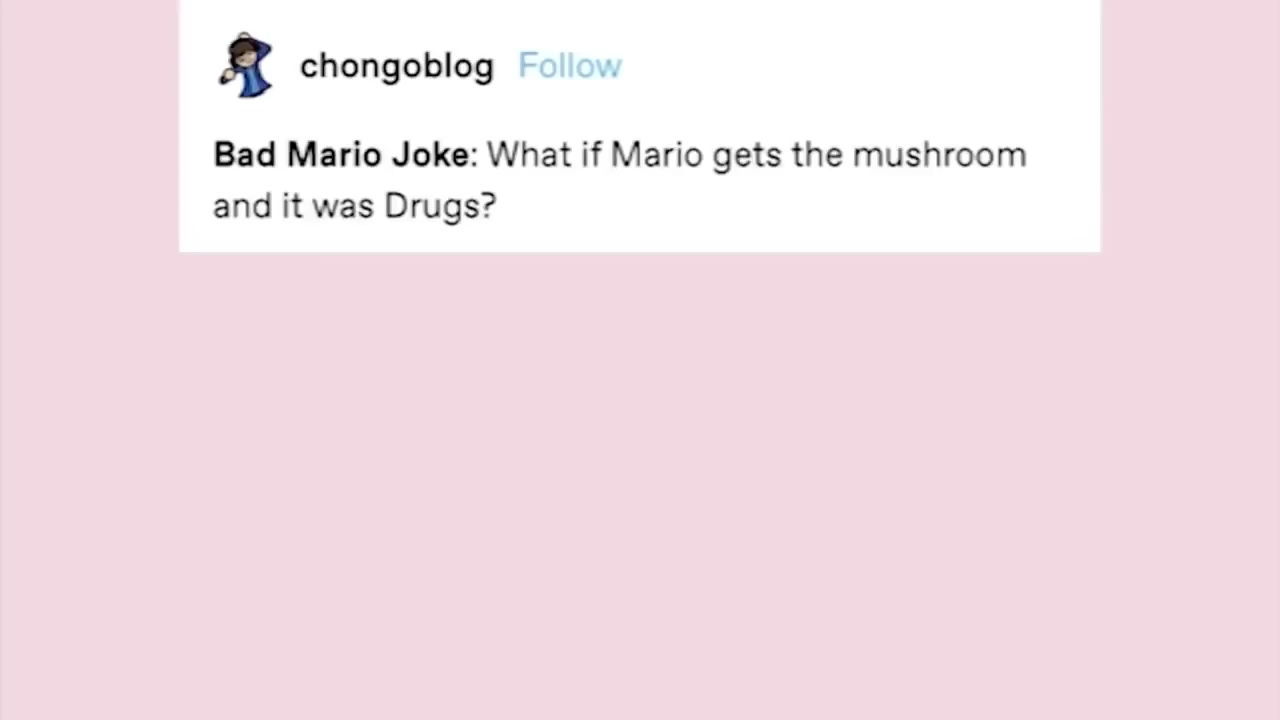 chongoblog Follow
Bad Mario Joke: What if Mario gets the mushroom
and it was Drugs?